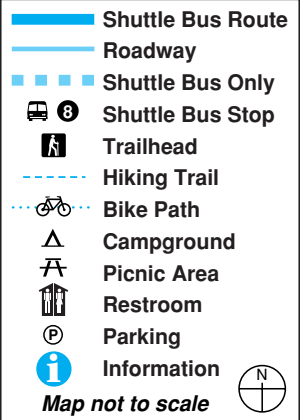 Shuttle Bus Route
Roadway
Shuttle Bus Only
8 Shuttle Bus Stop
Trailhead
Hiking Trail
Bike Path
Campground
Picnic Area
Restroom
P Parking
i Information
Map not to scale
N